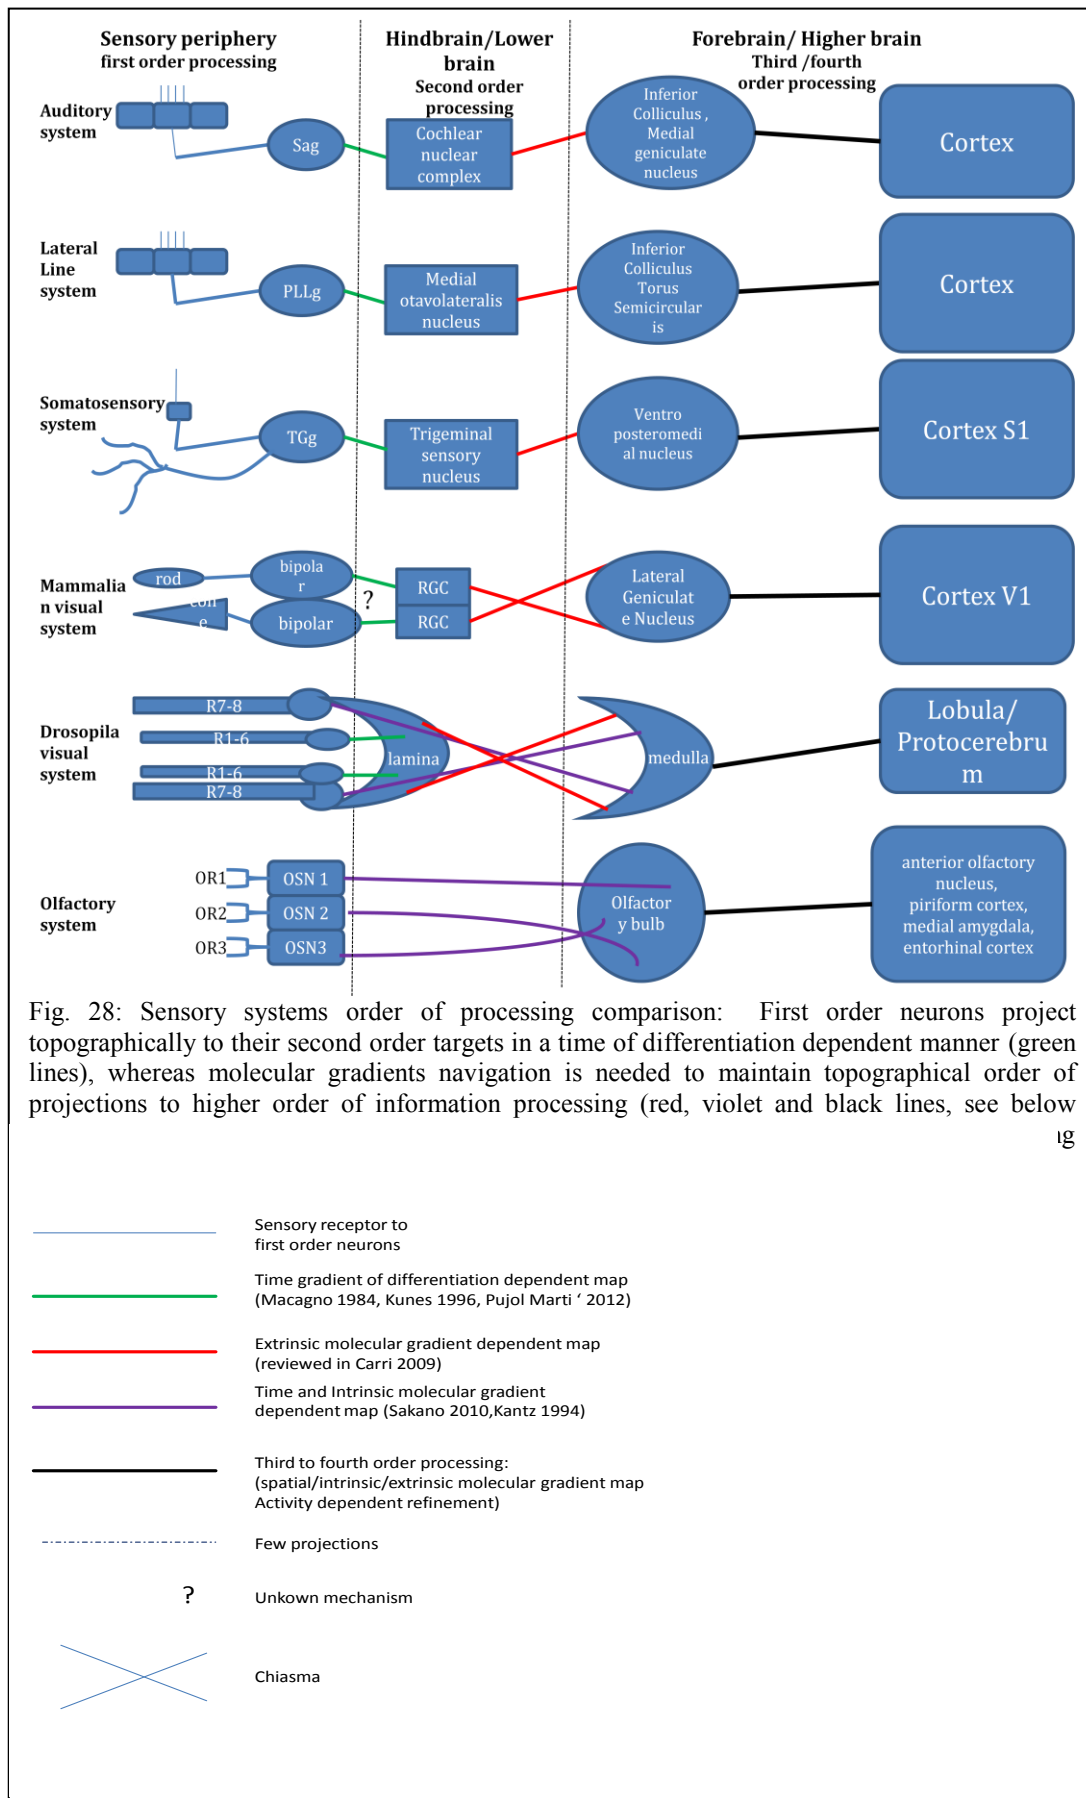 Sensory periphery
first order processing
Hindbrain/Lower
brain
Second order
processing
Forebrain/ Higher brain
Third /fourth
order processing
Auditory
system
Sag
Cochlear
nuclear
complex
Inferior
Colliculus ,
Medial
geniculate
nucleus
Cortex
Lateral
Line
system
PLLg
Medial
otavolateralis
nucleus
Inferior
Colliculus
Torus
Semicircular
is
Cortex
Somatosensory
system
TGg
Trigeminal
sensory
nucleus
Ventro
posteromedi
al nucleus
Cortex S1
Mammalia
n visual
system
rod
con
e
bipola
r
bipolar
?
RGC
RGC
Lateral
Geniculat
e Nucleus
Cortex V1
Drosopila
visual
system
R7-8
R1-6
R1-6
R7-8
lamina
medulla
Lobula/
Protocerebru
m
Olfactory
system
OR1
OR2
OR3
OSN 1
OSN 2
OSN3
Olfactor
y bulb
anterior olfactory
nucleus,
piriform cortex,
medial amygdala,
entorhinal cortex
Fig. 28: Sensory systems order of processing comparison: First order neurons project
topographically to their second order targets in a time of differentiation dependent manner (green
lines), whereas molecular gradients navigation is needed to maintain topographical order of
projections to higher order of information processing (red, violet and black lines, see below
Sensory receptor to
first order neurons
Time gradient of differentiation dependent map
(Macagno 1984, Kunes 1996, Pujol Marti ‘ 2012)
Extrinsic molecular gradient dependent map
(reviewed in Carri 2009)
Time and Intrinsic molecular gradient
dependent map (Sakano 2010,Kantz 1994)
Third to fourth order processing:
(spatial/intrinsic/extrinsic molecular gradient map
Activity dependent refinement)
Few projections
?
Unkown mechanism
Chiasma